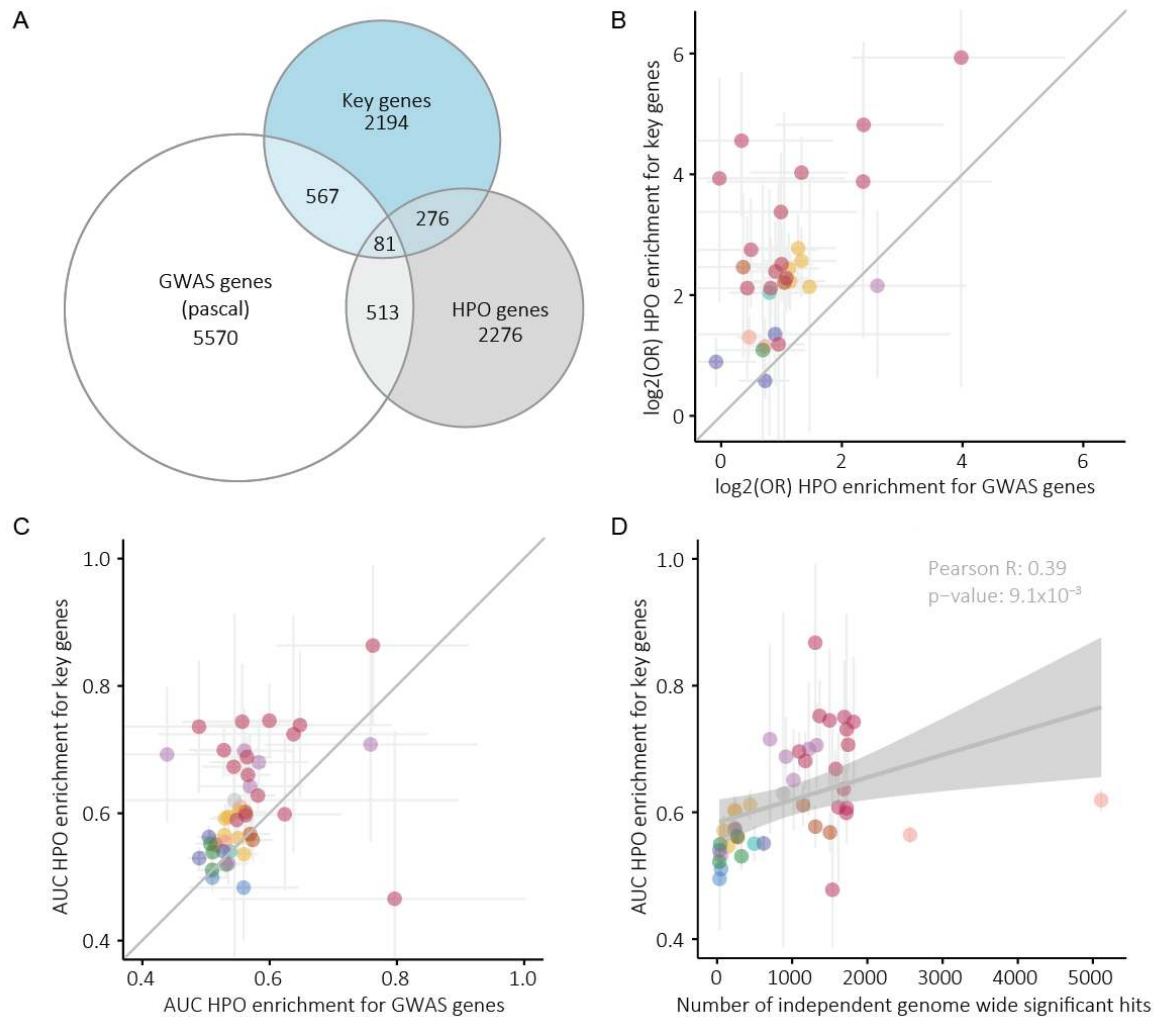 A
Key genes
2194
567
276
81
GWAS genes
(pascal)
5570
513
HPO genes
2276
B
log2(OR) HPO enrichment for key genes
6
4
2
0
0 2 4 6
log2(OR) HPO enrichment for GWAS genes
C
AUC HPO enrichment for key genes
1.0
0.8
0.6
0.4
0.4 0.6 0.8 1.0
AUC HPO enrichment for GWAS genes
D
Pearson R: 0.39
p−value: 9.1x10⁻³
AUC HPO enrichment for key genes
1.0
0.8
0.6
0.4
0 1000 2000 3000 4000 5000
Number of independent genome wide significant hits